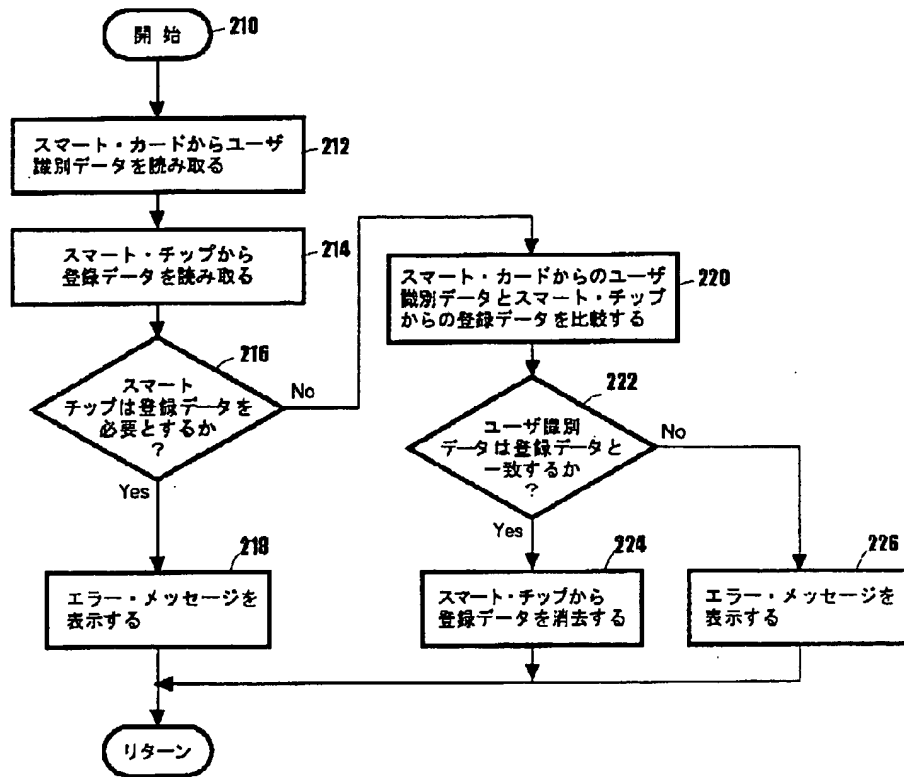 開始
210
スマート・カードからユーザ
識別データを読み取る
212
スマート・チップから
登録データを読み取る
214
スマート
チップは登録データを
必要とするか
?
216
No
Yes
エラー・メッセージを
表示する
218
スマート・カードからのユーザ
識別データとスマート・チップ
からの登録データを比較する
220
ユーザ識別
データは登録データと
一致するか
?
222
No
Yes
スマート・チップから
登録データを消去する
224
エラー・メッセージを
表示する
226
リターン